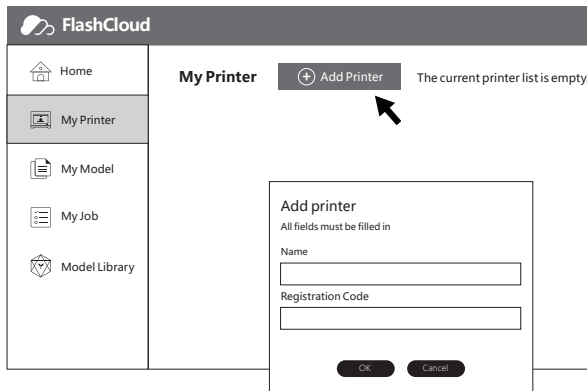 FlashCloud
Home
My Printer
My Model
My Job
Model Library
My Printer
Add Printer
The current printer list is empty
Add printer
All fields must be filled in
Name
Registration Code
OK
Cancel